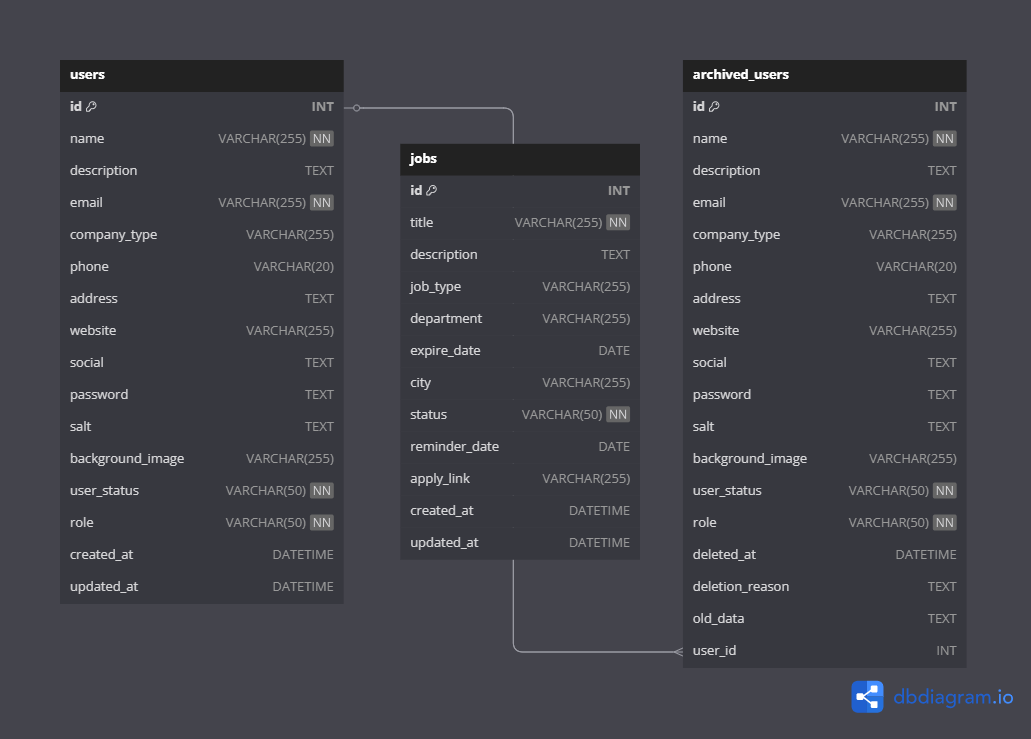 users
id INT
name VARCHAR(255) NN
description TEXT
email VARCHAR(255) NN
company_type VARCHAR(255)
phone VARCHAR(20)
address TEXT
website VARCHAR(255)
social TEXT
password TEXT
salt TEXT
background_image VARCHAR(255)
user_status VARCHAR(50) NN
role VARCHAR(50) NN
created_at DATETIME
updated_at DATETIME
jobs
id INT
title VARCHAR(255) NN
description TEXT
job_type VARCHAR(255)
department VARCHAR(255)
expire_date DATE
city VARCHAR(255)
status VARCHAR(50) NN
reminder_date DATE
apply_link VARCHAR(255)
created_at DATETIME
updated_at DATETIME
archived_users
id INT
name VARCHAR(255) NN
description TEXT
email VARCHAR(255) NN
company_type VARCHAR(255)
phone VARCHAR(20)
address TEXT
website VARCHAR(255)
social TEXT
password TEXT
salt TEXT
background_image VARCHAR(255)
user_status VARCHAR(50) NN
role VARCHAR(50) NN
deleted_at DATETIME
deletion_reason TEXT
old_data TEXT
user_id INT
dbdiagram.io